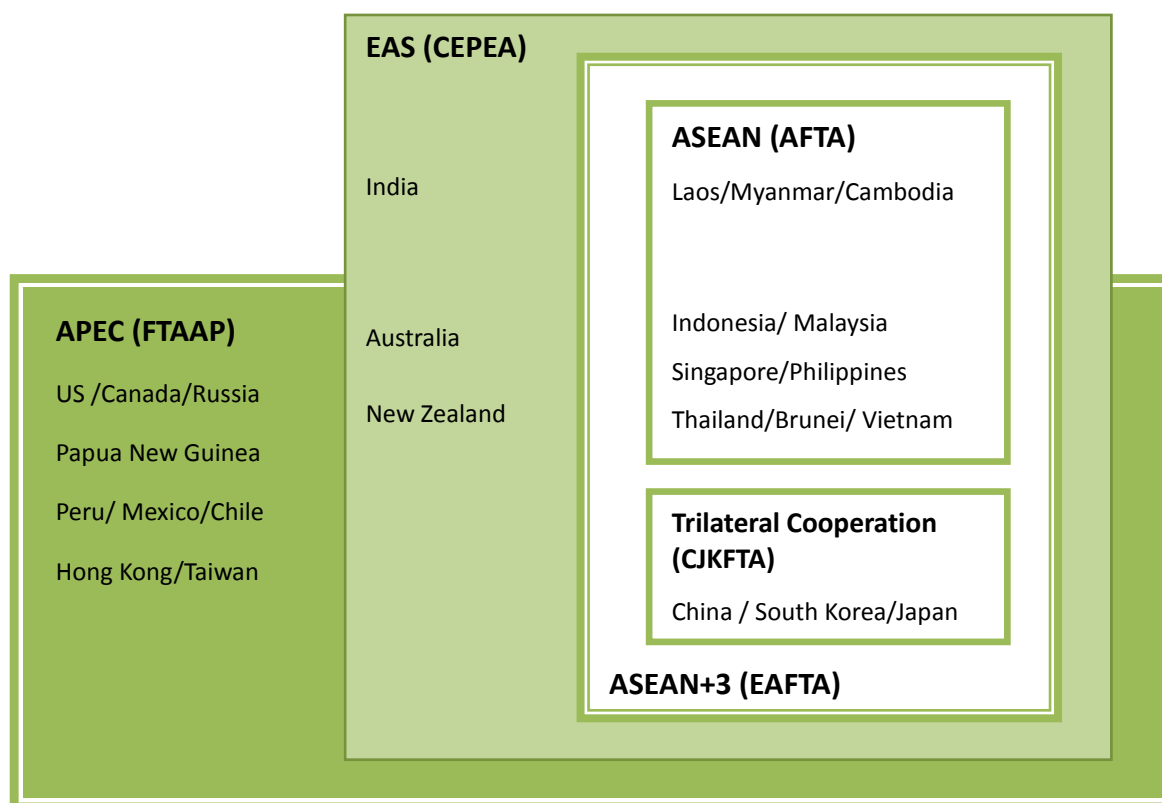 EAS (CEPEA)
India
Australia
New Zealand
ASEAN (AFTA)
Laos/Myanmar/Cambodia
Indonesia/ Malaysia
Singapore/Philippines
Thailand/Brunei/ Vietnam
Trilateral Cooperation
(CJKFTA)
China / South Korea/Japan
ASEAN+3 (EAFTA)
APEC (FTAAP)
US /Canada/Russia
Papua New Guinea
Peru/ Mexico/Chile
Hong Kong/Taiwan